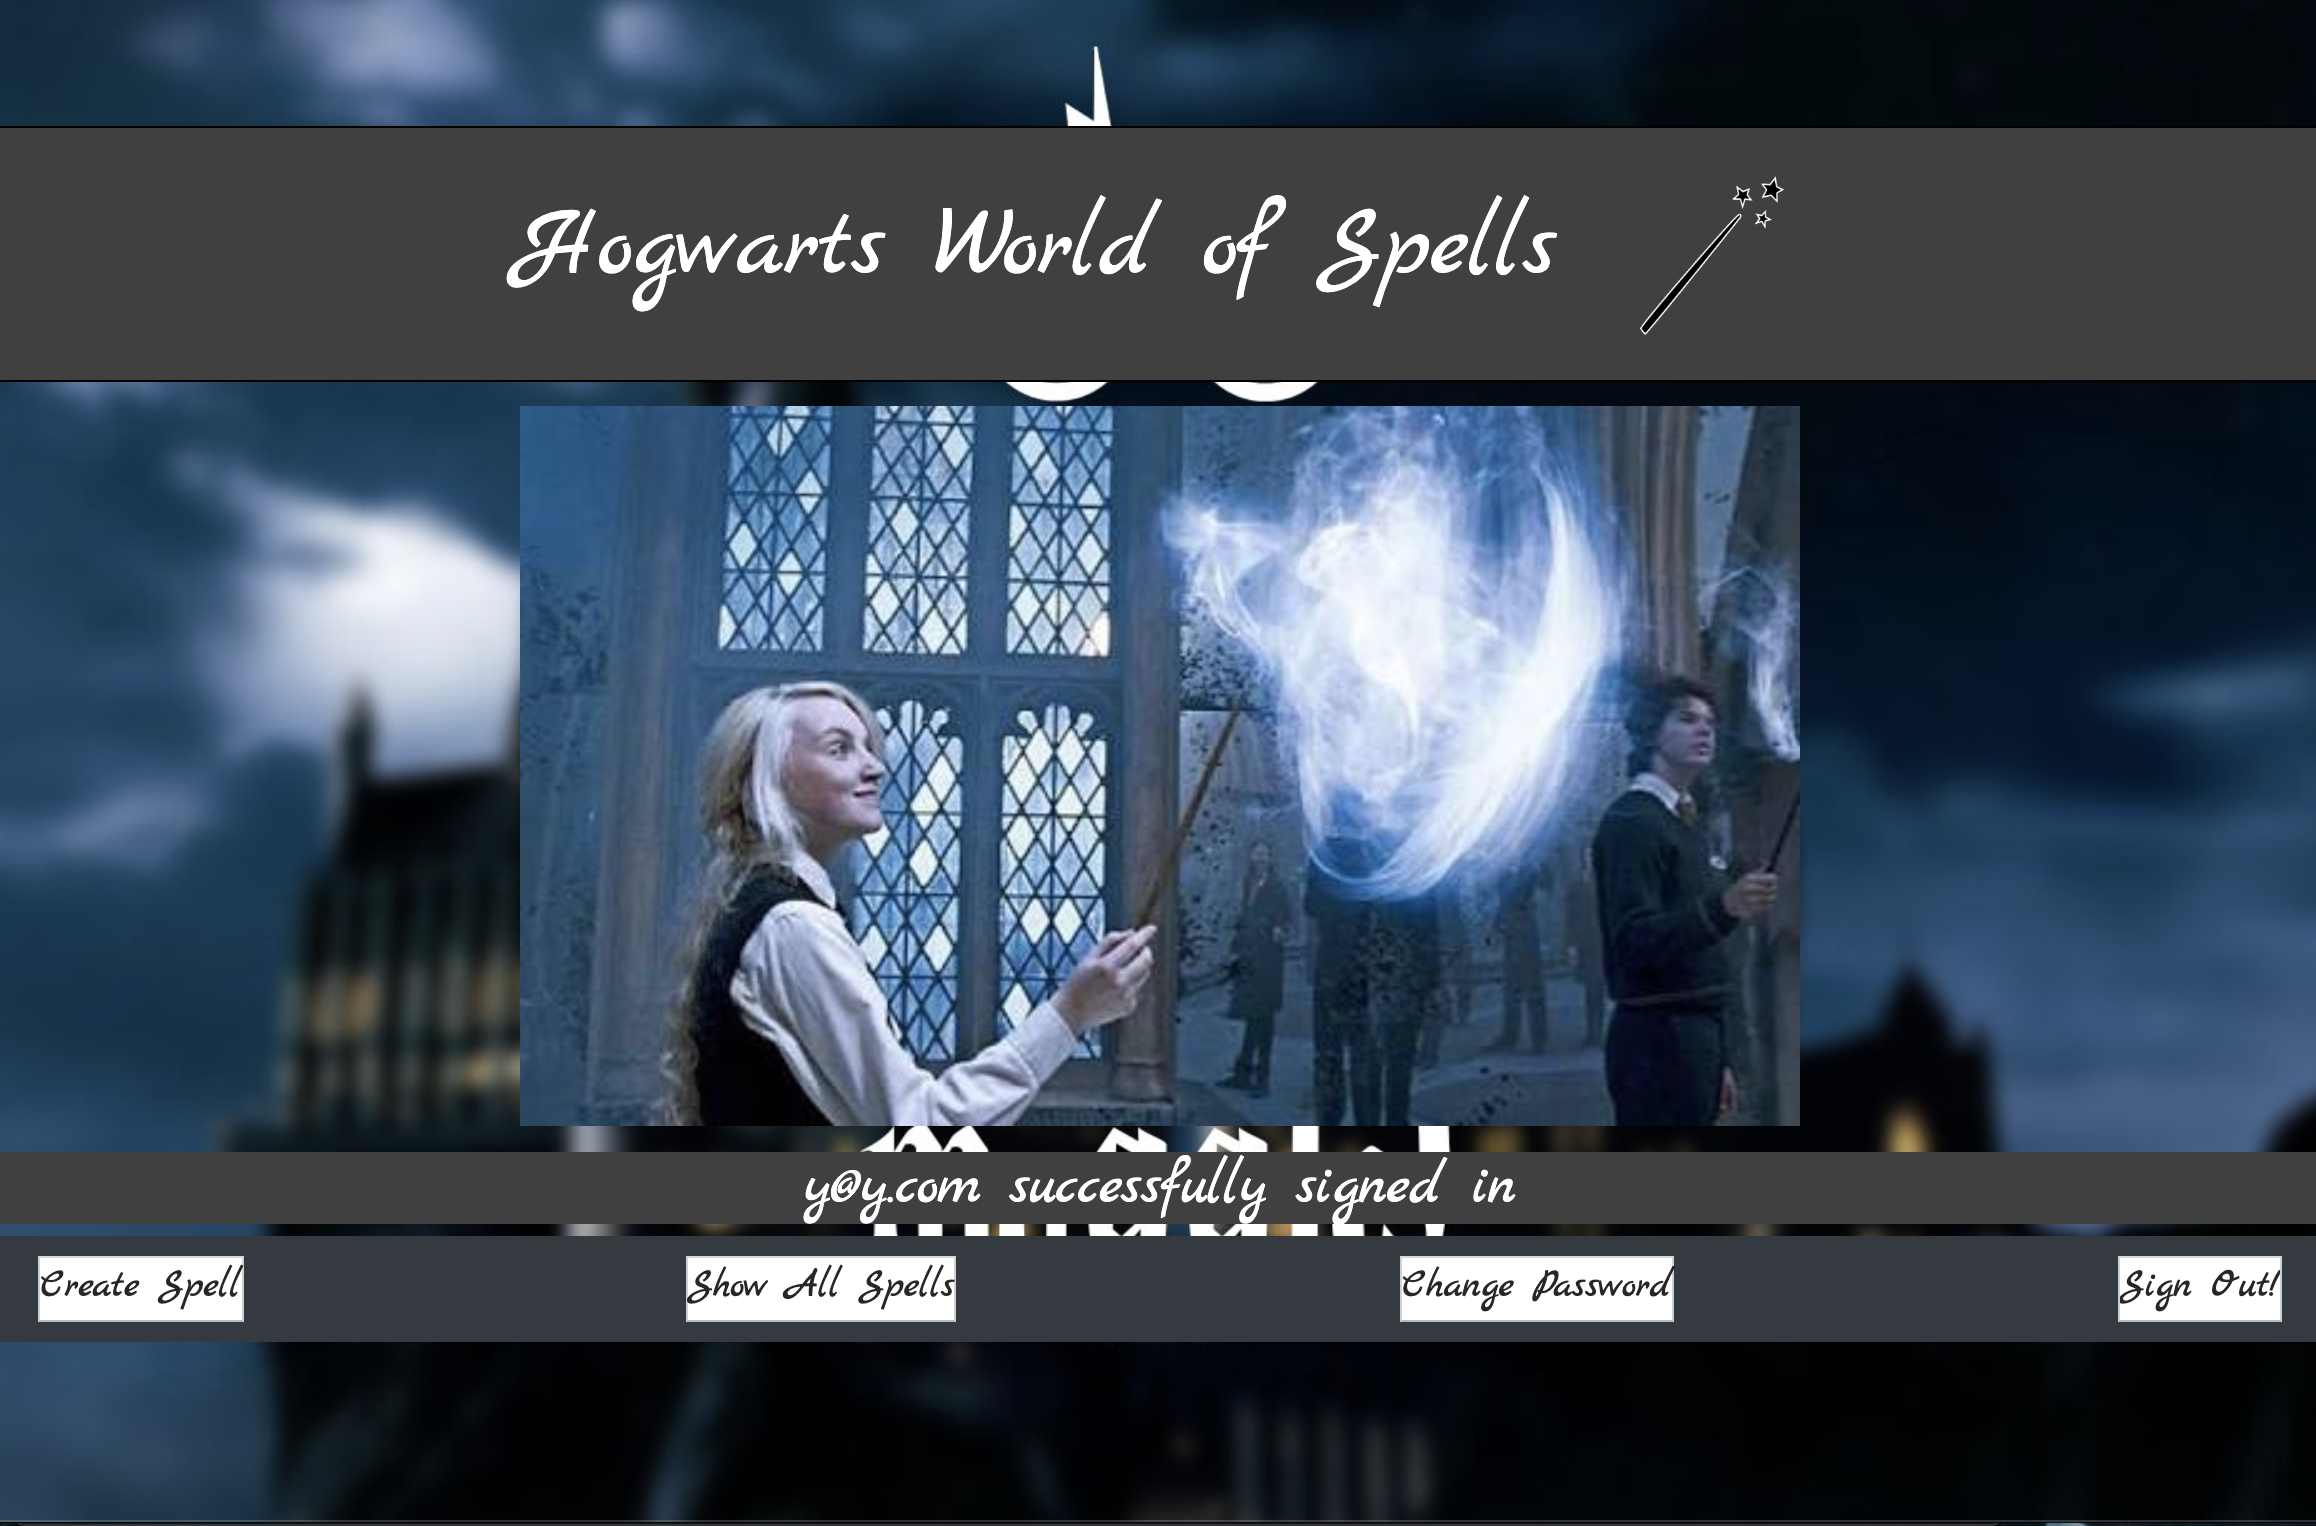 Hogwarts World of Spells
y@y.com successfully signed in
Create Spell
Show All Spells
Change Password
Sign Out!